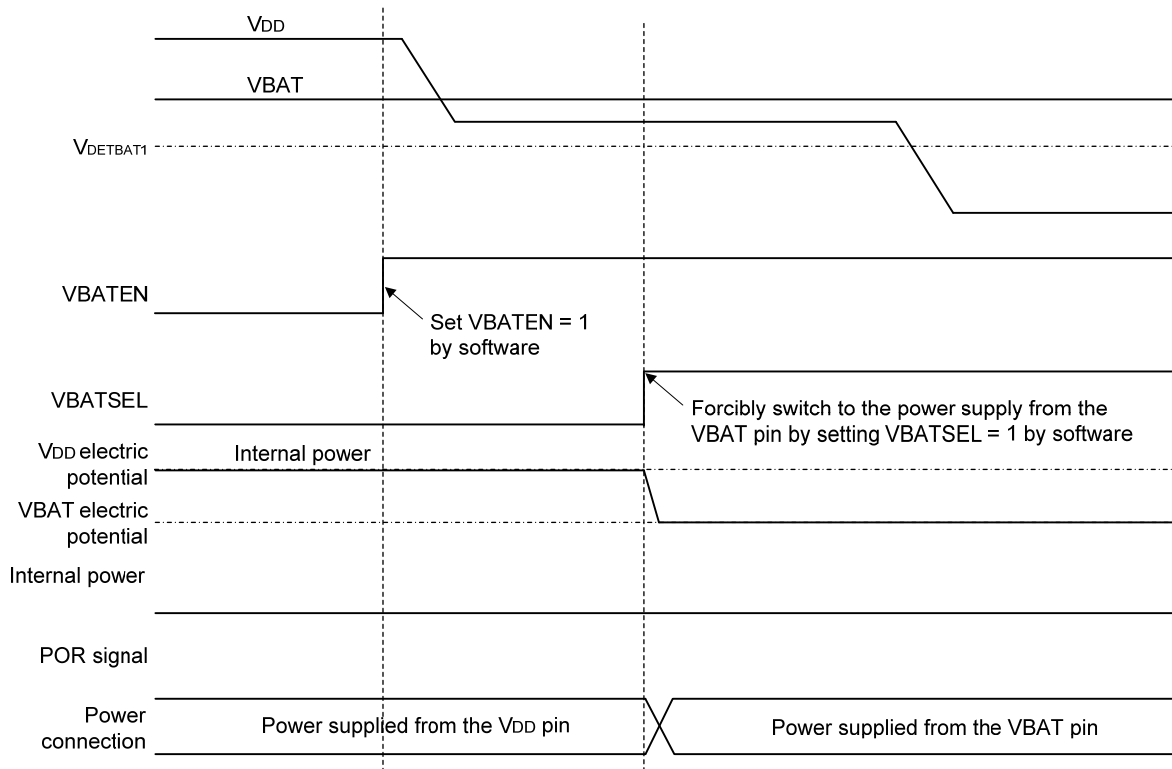 VDD
VBAT
VDETBAT1
VBATEN
Set VBATEN = 1
by software
VBATSEL
Forcibly switch to the power supply from the
VBAT pin by setting VBATSEL = 1 by software
VDD electric
potential
Internal power
VBAT electric
potential
Internal power
POR signal
Power
connection
Power supplied from the VDD pin
Power supplied from the VBAT pin